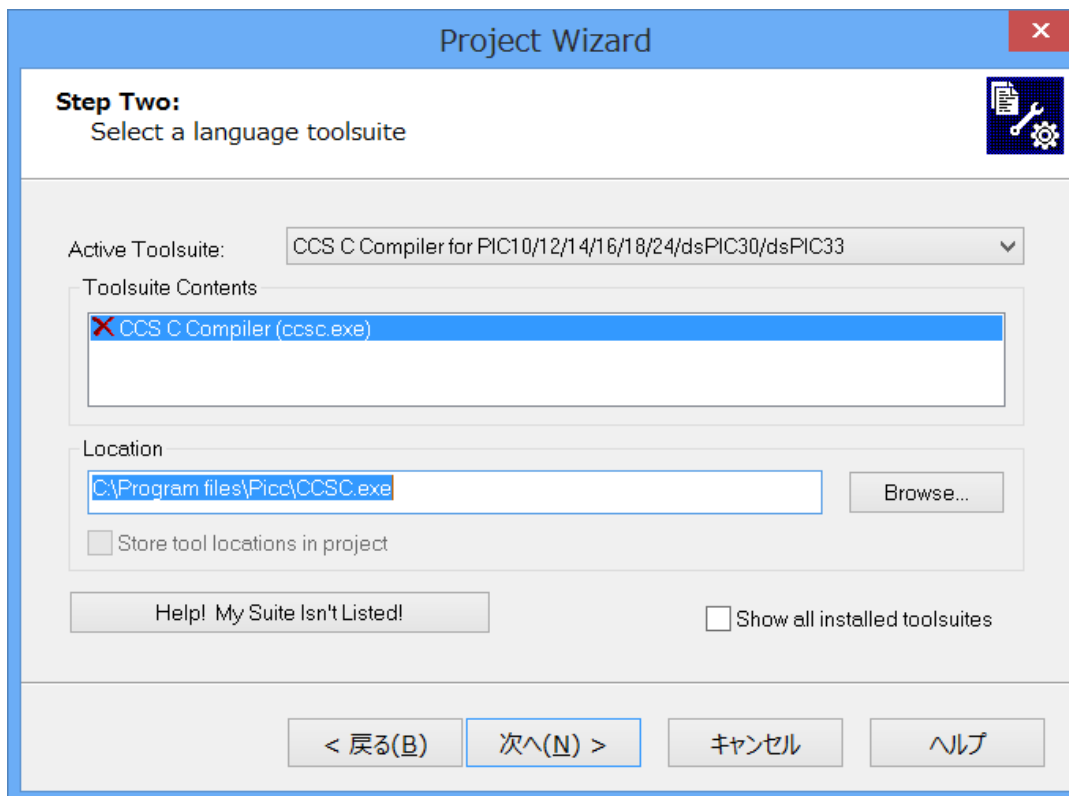 Project Wizard
Step Two:
Select a language toolsuite
Active Toolsuite:
CCS C Compiler for PIC10/12/14/16/18/24/dsPIC30/dsPIC33
Toolsuite Contents
CCS C Compiler (ccsc.exe)
Location
C:\Program files\Picc\CCSC.exe
Browse...
Store tool locations in project
Help! My Suite Isn't Listed!
Show all installed toolsuites
< 戻る(B)
次へ(N) >
キャンセル
ヘルプ